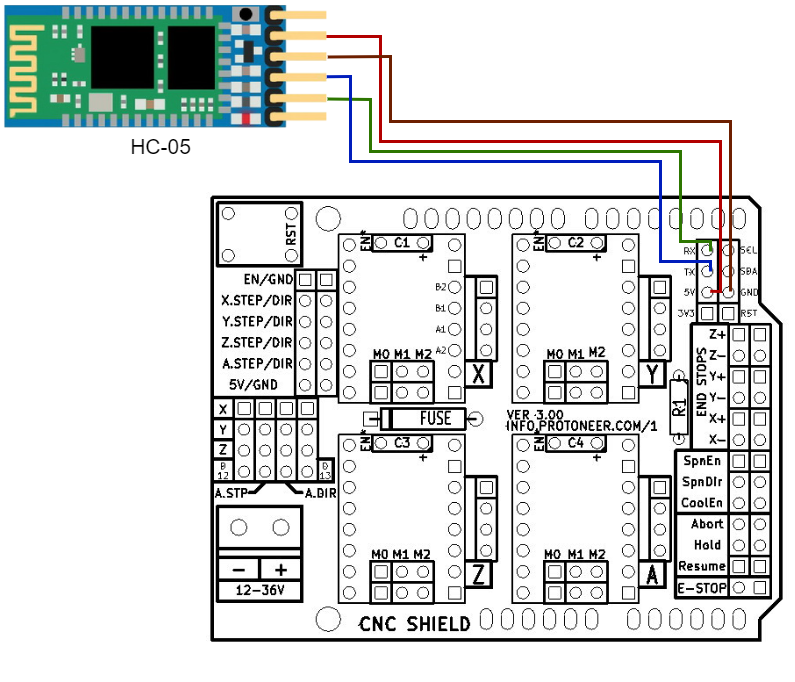 HC-05
RST
EN*
C1
+
EN*
C2
+
RX
SCL
TX
SDA
5V
GND
3V3
RST
EN/GND
X.STEP/DIR
Y.STEP/DIR
Z.STEP/DIR
A.STEP/DIR
5V/GND
B2
B1
A1
A2
M0 M1 M2
X
M0 M1 M2
Y
R1
END STOPS
Z+
Z-
Y+
Y-
X+
X-
X
Y
Z
D
12
D
13
A.STP
A.DIR
FUSE
VER 3.00
INFO.PROTONEER.COM/1
EN*
C3
+
EN*
C4
+
SpnEn
SpnDir
CoolEn
Abort
Hold
Resume
E-STOP
- +
12-36V
M0 M1 M2
Z
M0 M1 M2
A
CNC SHIELD